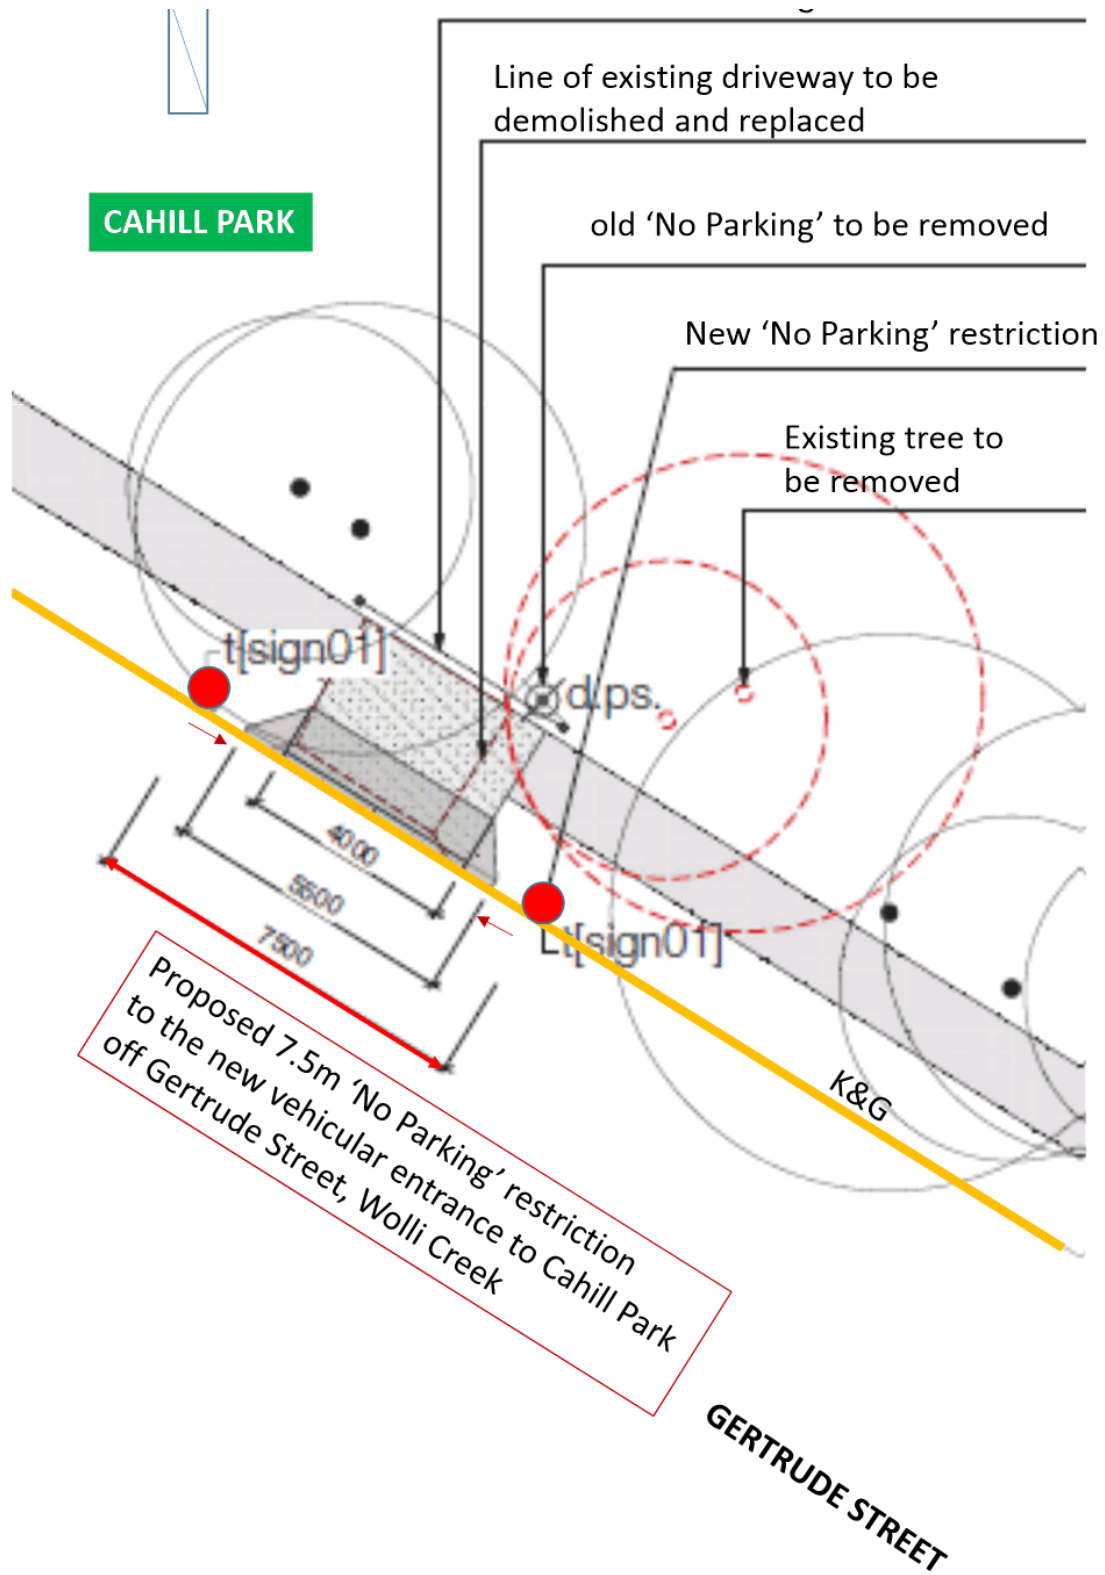 Line of existing driveway to be
demolished and replaced
CAHILL PARK
old ‘No Parking’ to be removed
New ‘No Parking’ restriction
Existing tree to
be removed
t[sign01]
d.ps.
4000
5500
7500
Lt[sign01]
K&G
Proposed 7.5m ‘No Parking’ restriction
to the new vehicular entrance to Cahill Park
off Gertrude Street, Wolli Creek
GERTRUDE STREET